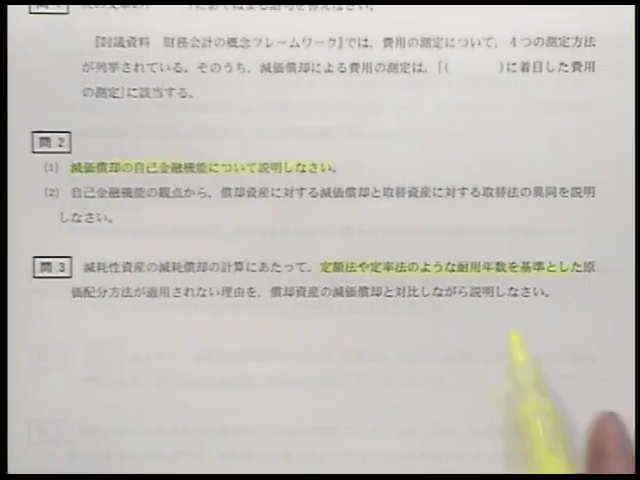 『討議資料　財務会計の概念フレームワーク』では、費用の測定について、4つの測定方法
が列挙されている。そのうち、減価償却による費用の測定は、「(　　　　)に着目した費用
の測定」に該当する。
問 2
(1) 減価償却の自己金融機能について説明しなさい。
(2) 自己金融機能の観点から、償却資産に対する減価償却と取替資産に対する取替法の異同を説明
しなさい。
問 3 減耗性資産の減耗償却の計算にあたって、定額法や定率法のような耐用年数を基準とした原
価配分方法が適用されない理由を、償却資産の減価償却と対比しながら説明しなさい。